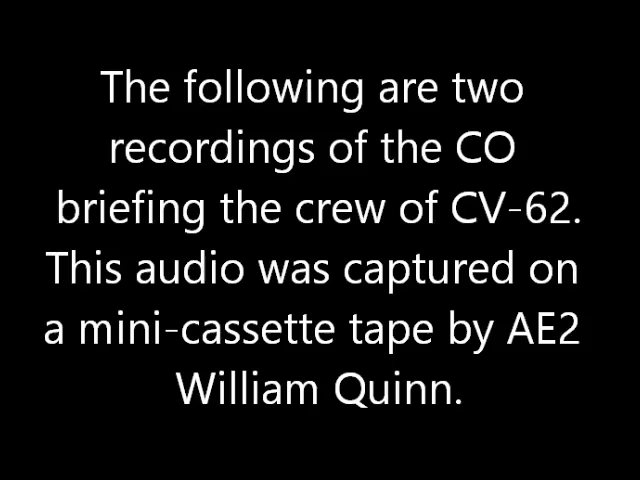 The following are two
recordings of the CO
briefing the crew of CV-62.
This audio was captured on
a mini-cassette tape by AE2
William Quinn.